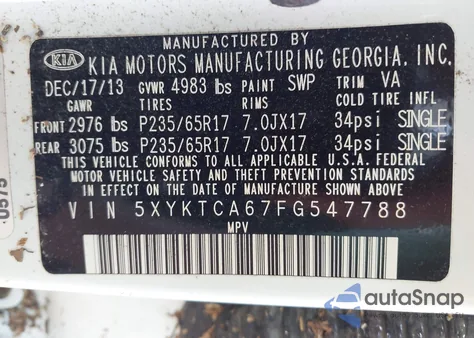 MANUFACTURED BY
KIA KIA MOTORS MANUFACTURING GEORGIA, INC.
DEC/17/13 GVWR 4983 lbs PAINT SWP TRIM VA
GAWR TIRES RIMS COLD TIRE INFL
FRONT 2976 lbs P235/65R17 7.0JX17 34psi SINGLE
REAR 3075 lbs P235/65R17 7.0JX17 34psi SINGLE
THIS VEHICLE CONFORMS TO ALL APPLICABLE U.S.A. FEDERAL
MOTOR VEHICLE SAFETY AND THEFT PREVENTION STANDARDS
IN EFFECT ON THE DATE OF MANUFACTURE SHOWN ABOVE.
VIN 5XYKTCA67FG547788
MPV
0575
autoSnap